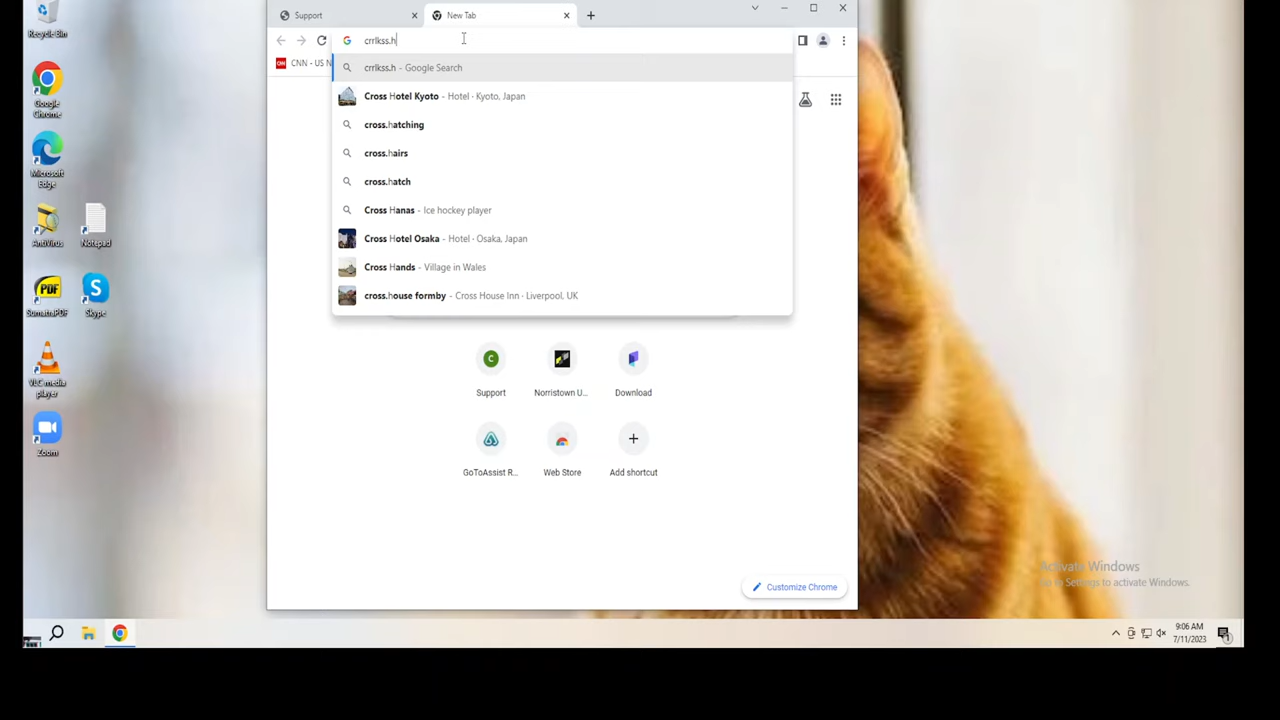 Support
New Tab
crrlkss.h
CNN - US N
crrlkss.h - Google Search
Cross Hotel Kyoto - Hotel · Kyoto, Japan
cross.hatching
cross.hairs
cross.hatch
Cross Hanas - Ice hockey player
Cross Hotel Osaka - Hotel · Osaka, Japan
Cross Hands - Village in Wales
cross.house formby - Cross House Inn · Liverpool, UK
Recycle Bin
Google
Chrome
Microsoft
Edge
AntiVirus
Notepad
SumatraPDF
Skype
VLC media
player
Zoom
Support
Norristown U...
Download
GoToAssist R...
Web Store
Add shortcut
Customize Chrome
Activate Windows
Go to Settings to activate Windows.
9:06 AM
7/11/2023